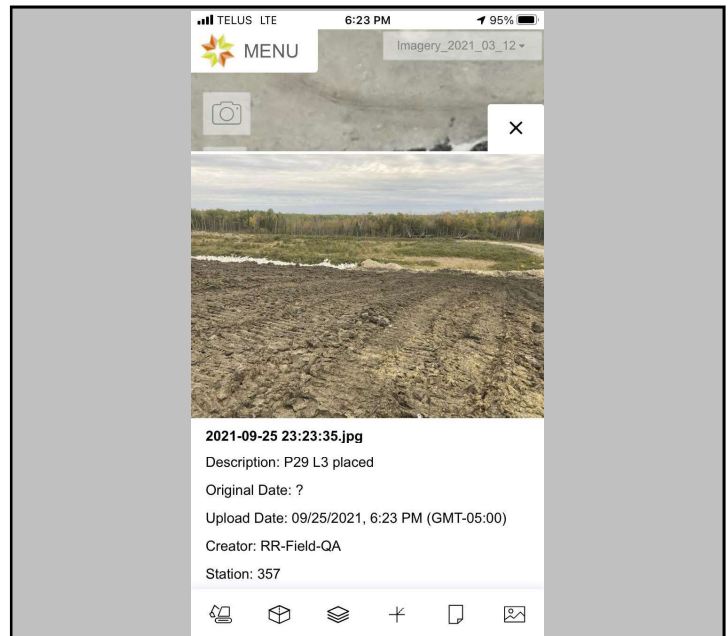 TELUS LTE 6:23 PM 95%
MENU
Imagery_2021_03_12
2021-09-25 23:23:35.jpg
Description: P29 L3 placed
Original Date: ?
Upload Date: 09/25/2021, 6:23 PM (GMT-05:00)
Creator: RR-Field-QA
Station: 357